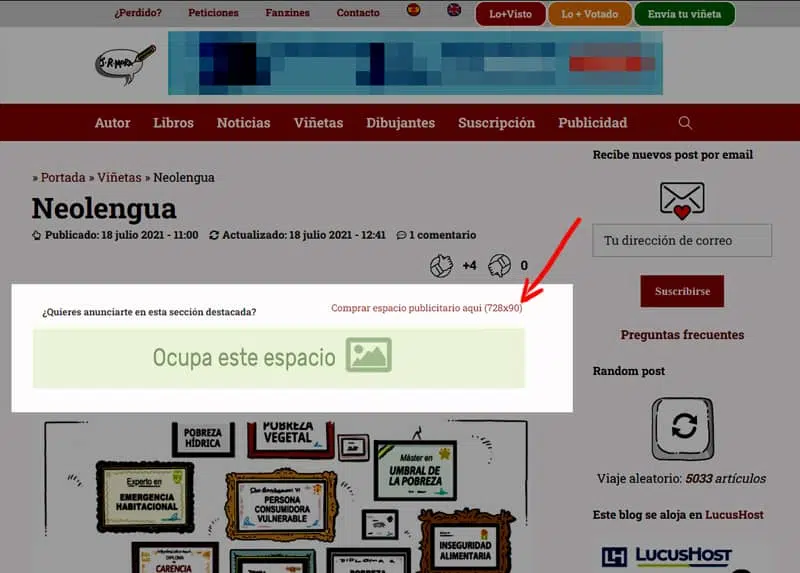 ¿Perdido? Peticiones Fanzines Contacto Lo+Visto Lo + Votado Envía tu viñeta
J.R.Mora
Autor Libros Noticias Viñetas Dibujantes Suscripción Publicidad
» Portada » Viñetas » Neolengua
Neolengua
Publicado: 18 julio 2021 - 11:00 Actualizado: 18 julio 2021 - 12:41 1 comentario
+4 0
¿Quieres anunciarte en esta sección destacada? Comprar espacio publicitario aqui (728x90)
Ocupa este espacio
POBREZA
HÍDRICA
POBREZA
VEGETAL
Máster en
UMBRAL DE
LA POBREZA
Experto en
EMERGENCIA
HABITACIONAL
PERSONA
CONSUMIDORA
VULNERABLE
INSEGURIDAD
ALIMENTARIA
DIPLOMA
CARENCIA
DIPLOMA
POBREZA
Recibe nuevos post por email
Tu dirección de correo
Suscribirse
Preguntas frecuentes
Random post
Viaje aleatorio: 5033 artículos
Este blog se aloja en LucusHost
LH LUCUSHOST